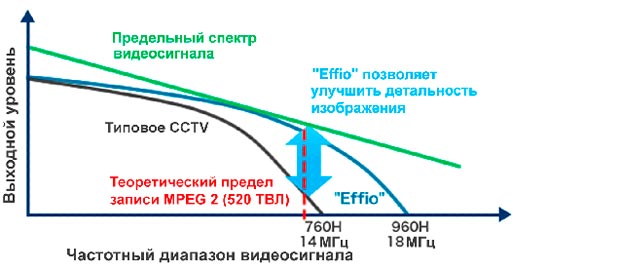 Предельный спектр
видеосигнала
"Effio" позволяет
улучшить детальность
изображения
Выходной уровень
Типовое CCTV
Теоретический предел
записи MPEG 2 (520 ТВЛ)
"Effio"
760H
14 МГц
960H
18 МГц
Частотный диапазон видеосигнала